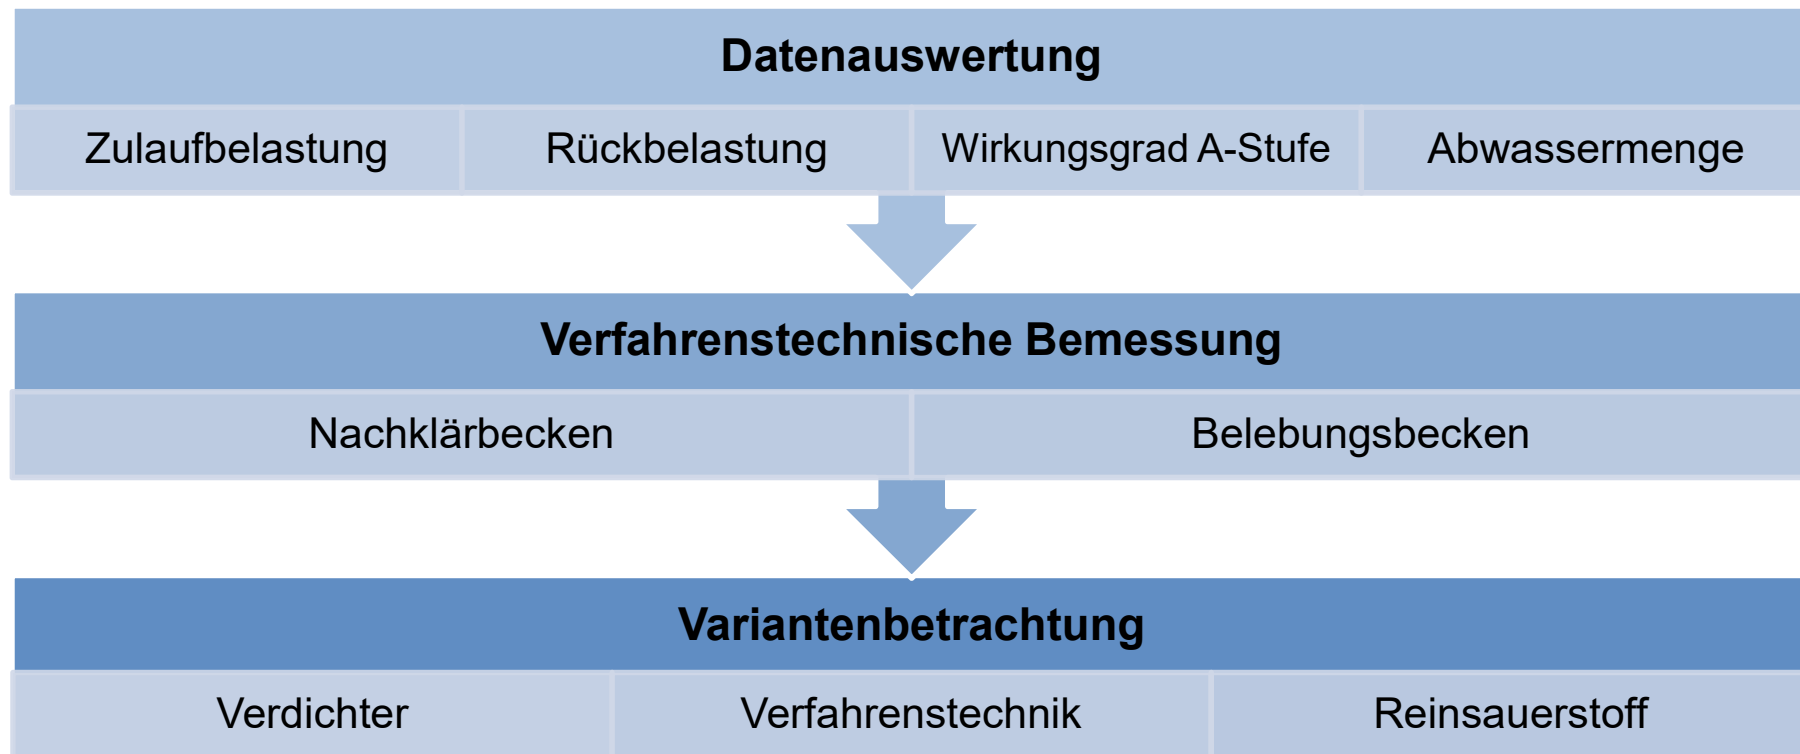 Datenauswertung
Zulaufbelastung
Rückbelastung
Wirkungsgrad A-Stufe
Abwassermenge
Verfahrenstechnische Bemessung
Nachklärbecken
Belebungsbecken
Variantenbetrachtung
Verdichter
Verfahrenstechnik
Reinsauerstoff